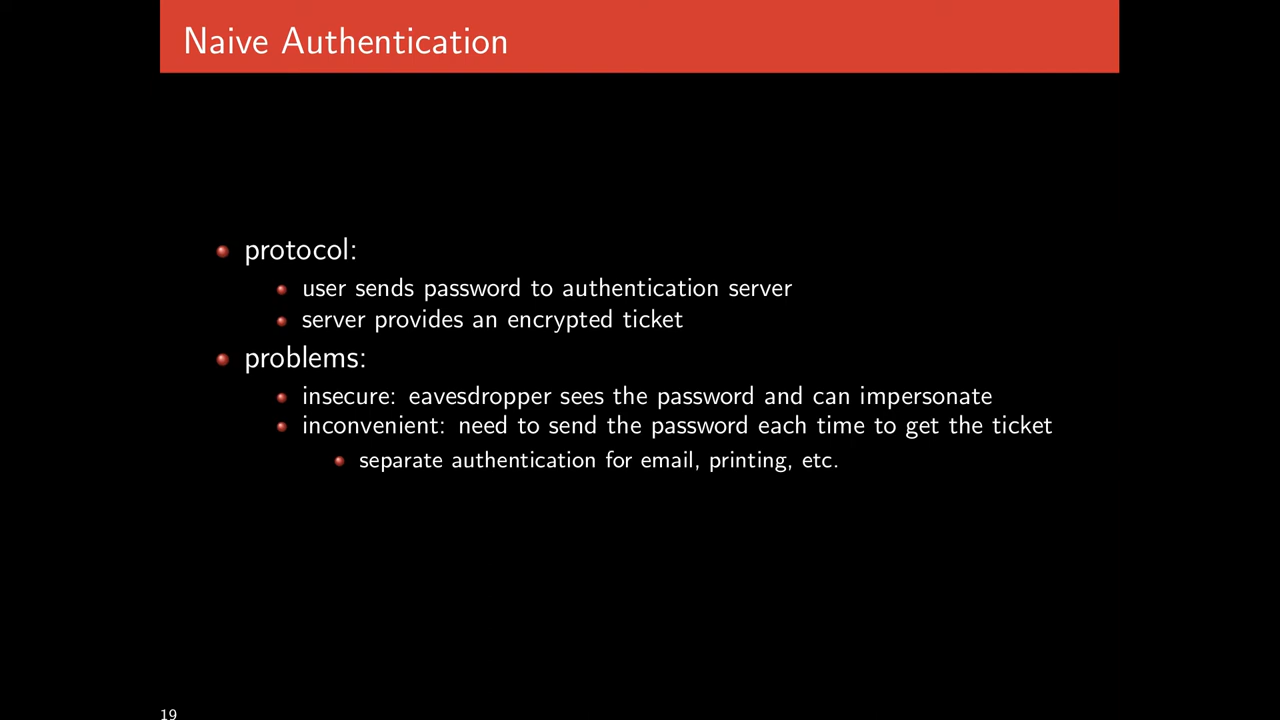 Naive Authentication
protocol:
user sends password to authentication server
server provides an encrypted ticket
problems:
insecure: eavesdropper sees the password and can impersonate
inconvenient: need to send the password each time to get the ticket
separate authentication for email, printing, etc.
19